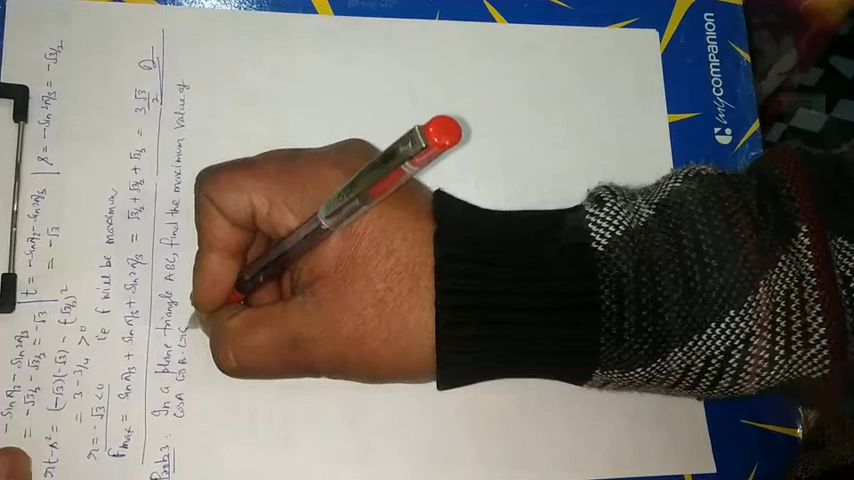 - Sin π/3 - Sin 2π/3 | t = - Sin π/3 - Sin 2π/3 | s = - Sin 2π/3 = - √3/2
= - √3/2 - √3/2 = - √3 | = - √3
rt - s² = (-√3)(-√3) - (√3/2)²
= 3 - 3/4 > 0
r = - √3 < 0 i.e f will be maximum
fmax = Sin π/3 + Sin π/3 + Sin 2π/3 = √3/2 + √3/2 + √3/2 = 3√3/2
Prob 3: In a plane triangle ABC, find the maximum value of
CosA CosB CosC
my COMPANION